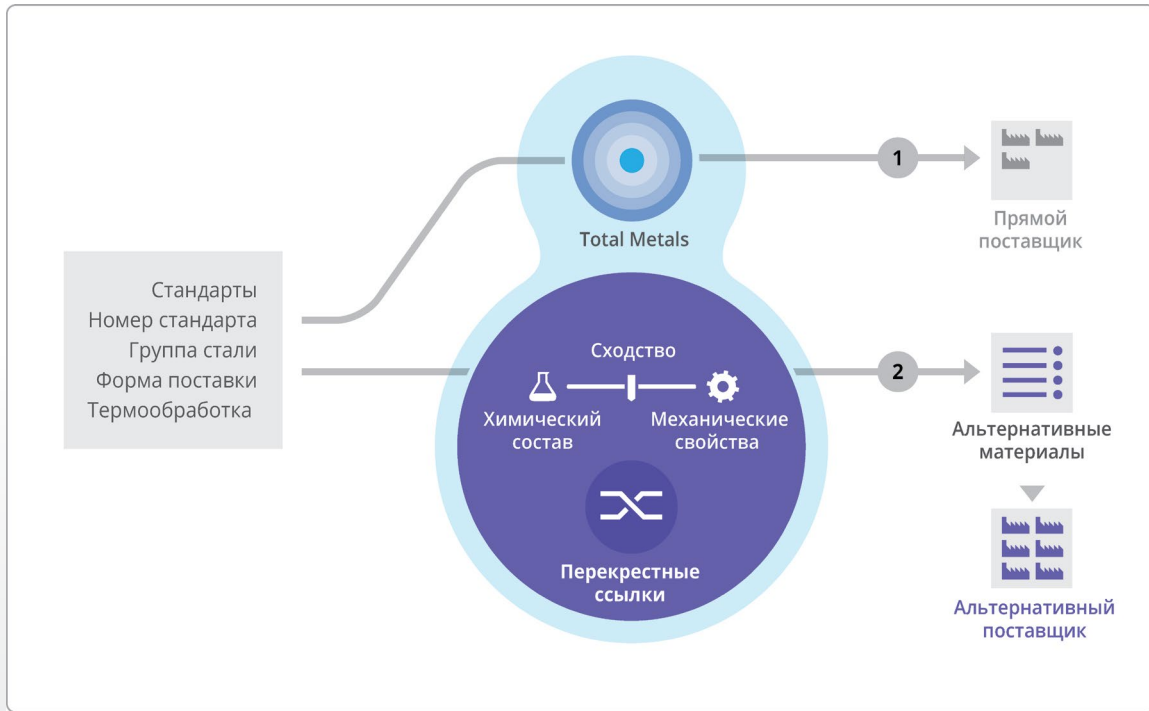 Стандарты
Номер стандарта
Группа стали
Форма поставки
Термообработка
Total Metals
Сходство
Химический
состав
Механические
свойства
Перекрестные
ссылки
1
Прямой
поставщик
2
Альтернативные
материалы
Альтернативный
поставщик